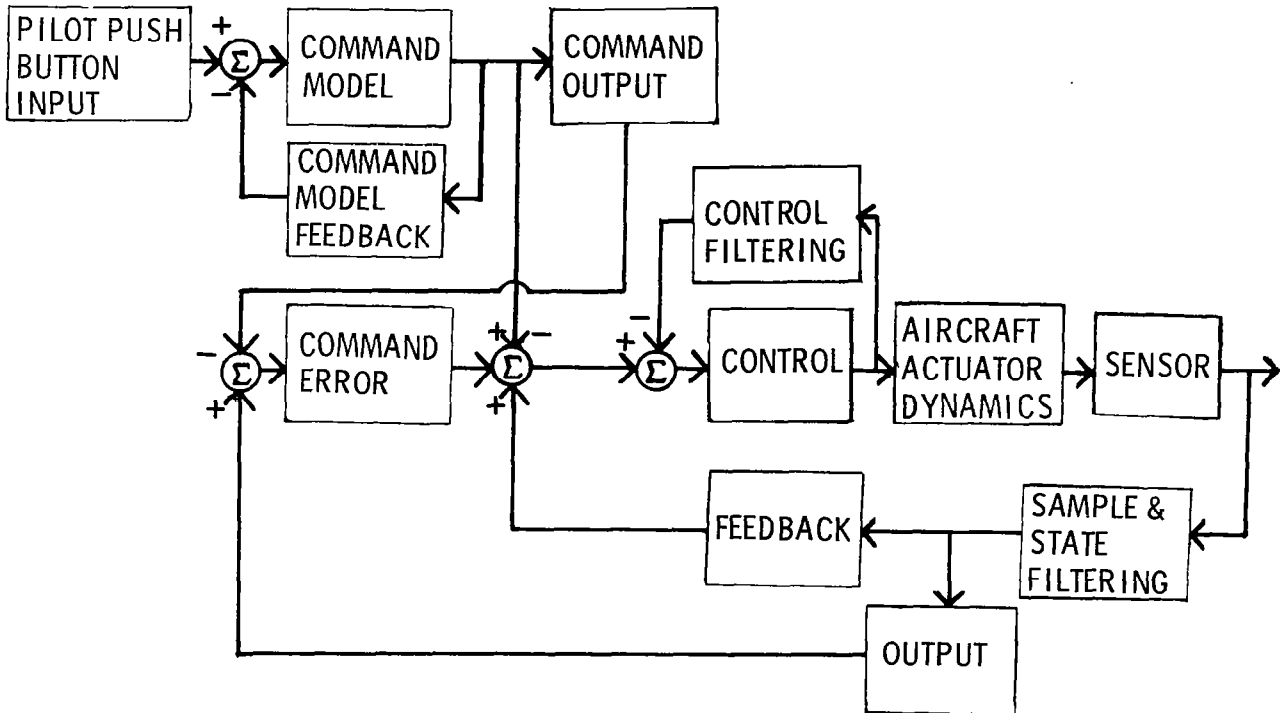 PILOT PUSH
BUTTON
INPUT
+
Σ
−
COMMAND
MODEL
COMMAND
OUTPUT
COMMAND
MODEL
FEEDBACK
CONTROL
FILTERING
−
Σ
+
COMMAND
ERROR
+
−
Σ
+
−
+
Σ
CONTROL
AIRCRAFT
ACTUATOR
DYNAMICS
SENSOR
FEEDBACK
SAMPLE &
STATE
FILTERING
OUTPUT